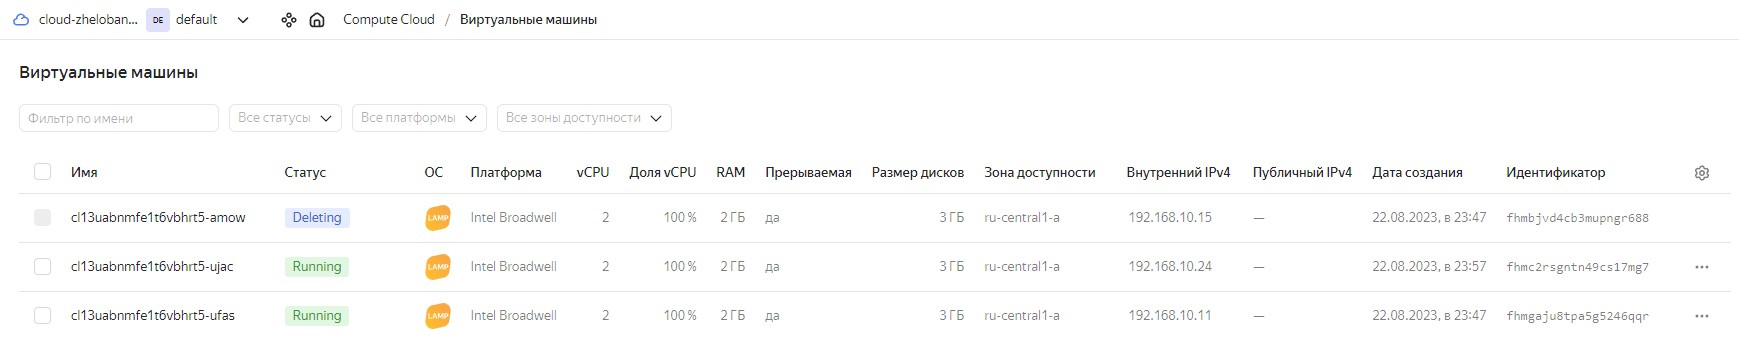 cloud-zheloban... DE default Compute Cloud / Виртуальные машины
Виртуальные машины
Фильтр по имени Все статусы Все платформы Все зоны доступности
Имя Статус ОС Платформа vCPU Доля vCPU RAM Прерываемая Размер дисков Зона доступности Внутренний IPv4 Публичный IPv4 Дата создания Идентификатор
cl13uabnmfe1t6vbhrt5-amow Deleting LAMP Intel Broadwell 2 100 % 2 ГБ да 3 ГБ ru-central1-a 192.168.10.15 — 22.08.2023, в 23:47 fhmbjvd4cb3mupngr688
cl13uabnmfe1t6vbhrt5-ujac Running LAMP Intel Broadwell 2 100 % 2 ГБ да 3 ГБ ru-central1-a 192.168.10.24 — 22.08.2023, в 23:57 fhmc2rsgntn49cs17mg7 ...
cl13uabnmfe1t6vbhrt5-ufas Running LAMP Intel Broadwell 2 100 % 2 ГБ да 3 ГБ ru-central1-a 192.168.10.11 — 22.08.2023, в 23:47 fhmgaju8tpa5g5246qqr ...